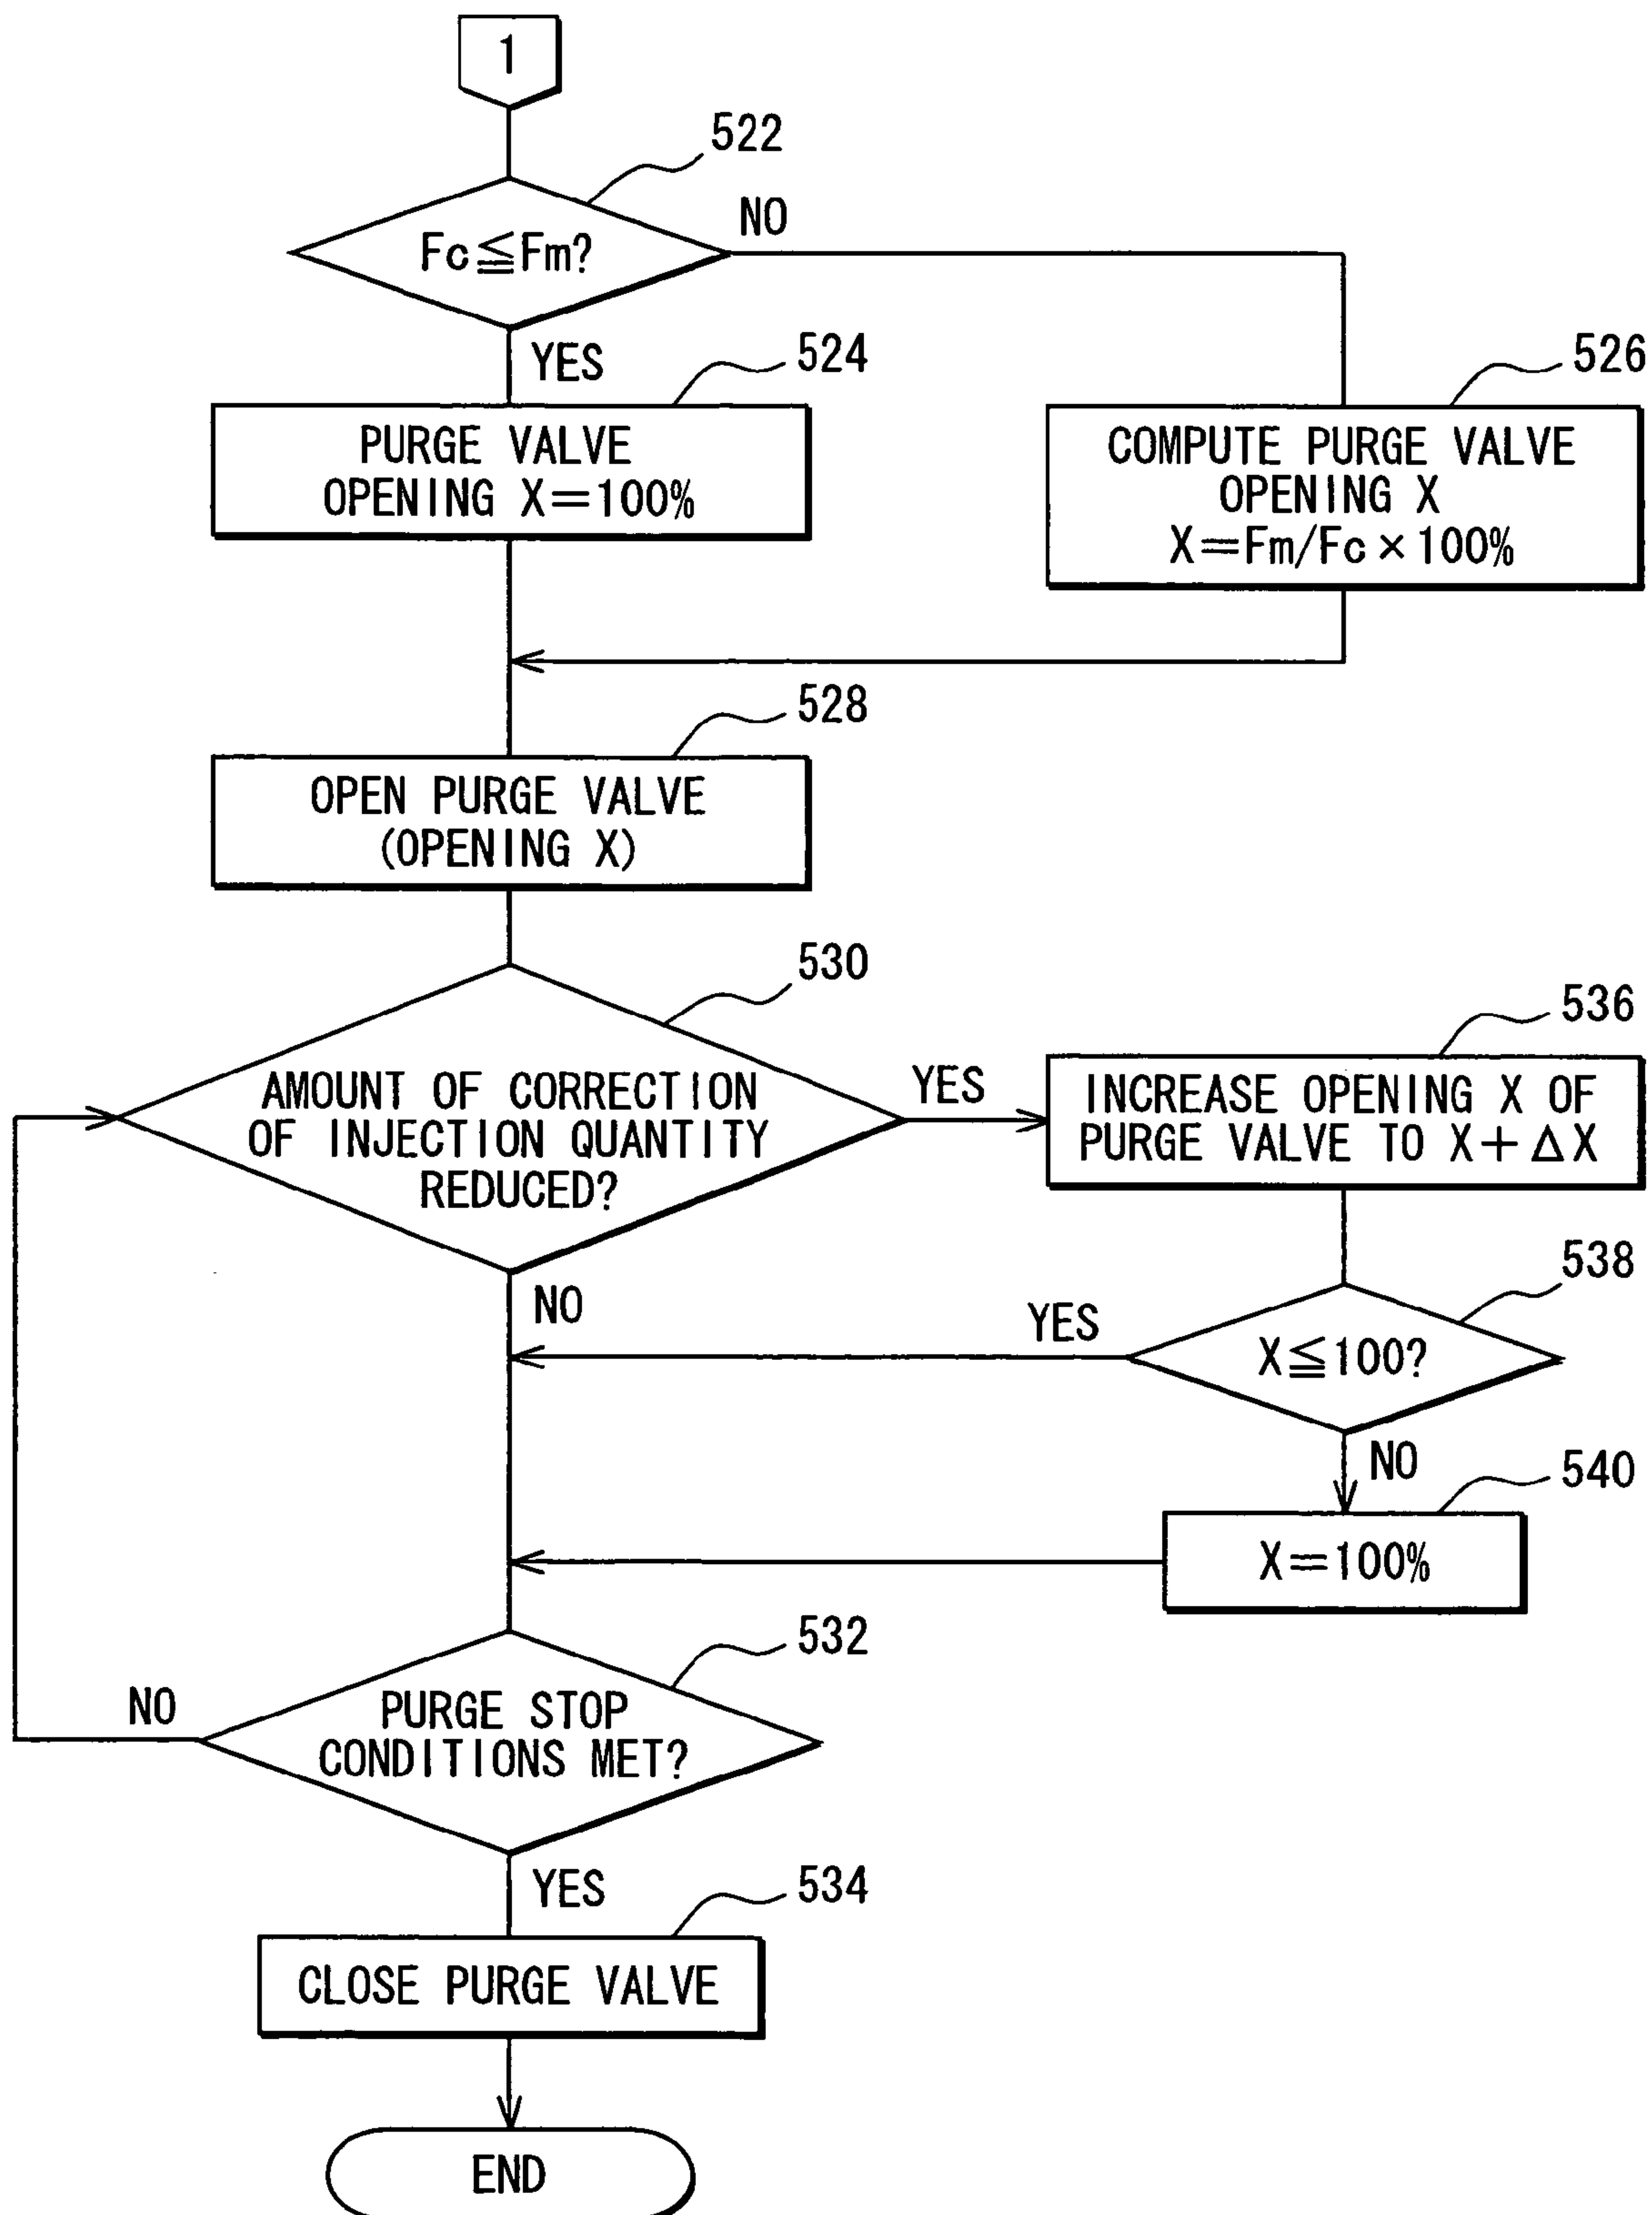 1
522
Fc≦Fm?
NO
YES
524
PURGE VALVE
OPENING X=100%
526
COMPUTE PURGE VALVE
OPENING X
X=Fm/Fc×100%
528
OPEN PURGE VALVE
(OPENING X)
530
AMOUNT OF CORRECTION
OF INJECTION QUANTITY
REDUCED?
YES
NO
536
INCREASE OPENING X OF
PURGE VALVE TO X+ΔX
538
X≦100?
YES
NO
540
X=100%
532
PURGE STOP
CONDITIONS MET?
NO
YES
534
CLOSE PURGE VALVE
END